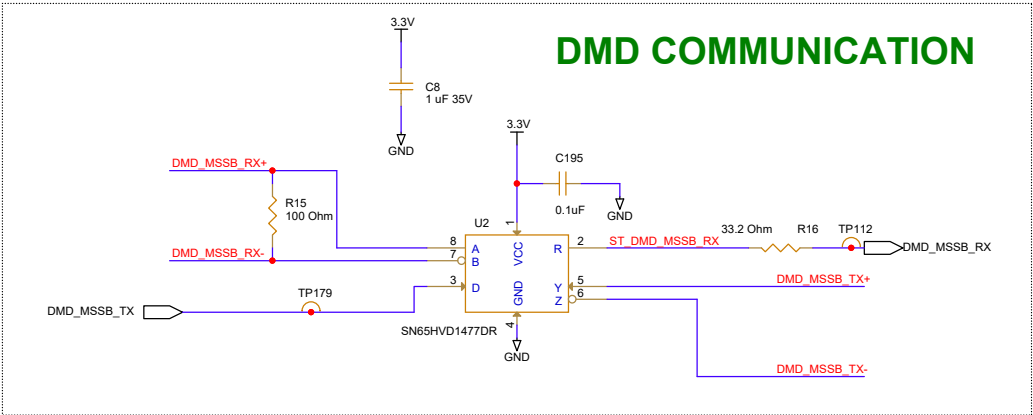 3.3V
DMD COMMUNICATION
C8
1 uF 35V
GND
3.3V
C195
0.1uF
GND
DMD_MSSB_RX+
R15
100 Ohm
DMD_MSSB_RX-
U2
1
8 A
7 B
3 D
VCC
GND
R 2
Y 5
Z 6
4
ST_DMD_MSSB_RX
33.2 Ohm R16 TP112
DMD_MSSB_RX
DMD_MSSB_TX+
TP179
DMD_MSSB_TX
SN65HVD1477DR
GND
DMD_MSSB_TX-